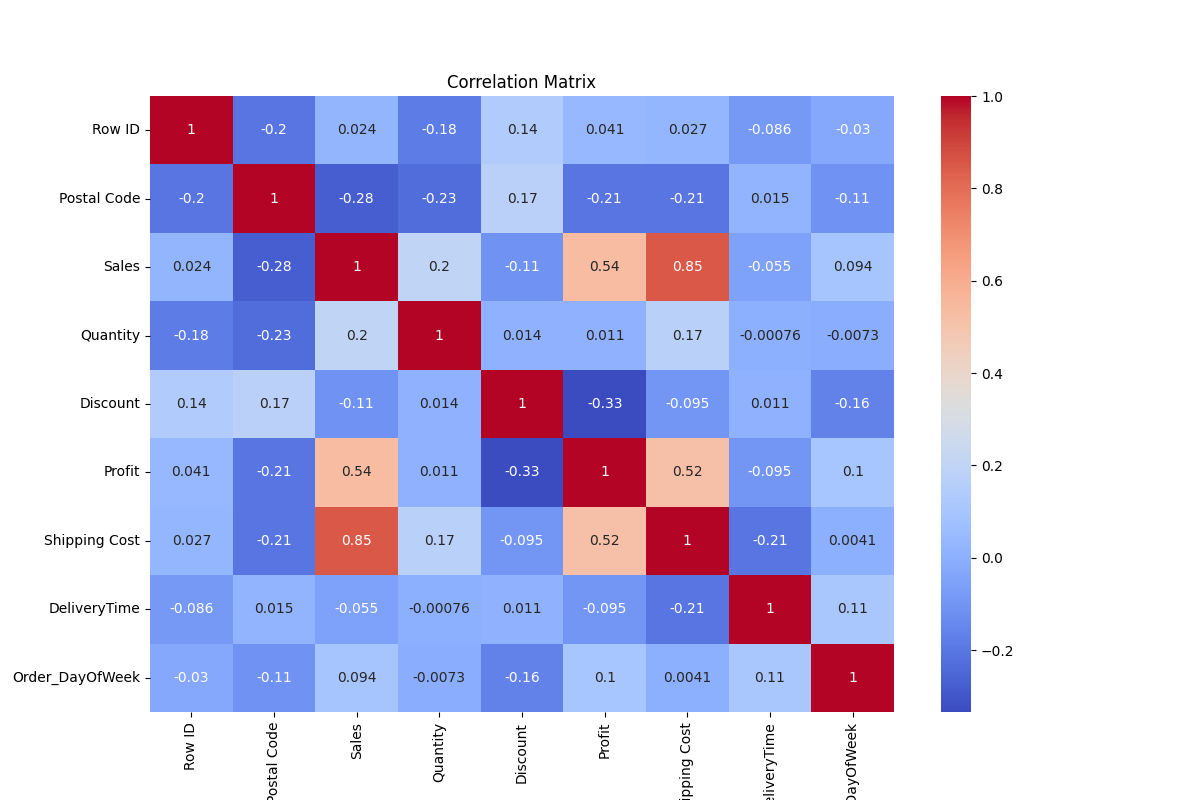 Correlation Matrix
Row ID 1 -0.2 0.024 -0.18 0.14 0.041 0.027 -0.086 -0.03
Postal Code -0.2 1 -0.28 -0.23 0.17 -0.21 -0.21 0.015 -0.11
Sales 0.024 -0.28 1 0.2 -0.11 0.54 0.85 -0.055 0.094
Quantity -0.18 -0.23 0.2 1 0.014 0.011 0.17 -0.00076 -0.0073
Discount 0.14 0.17 -0.11 0.014 1 -0.33 -0.095 0.011 -0.16
Profit 0.041 -0.21 0.54 0.011 -0.33 1 0.52 -0.095 0.1
Shipping Cost 0.027 -0.21 0.85 0.17 -0.095 0.52 1 -0.21 0.0041
DeliveryTime -0.086 0.015 -0.055 -0.00076 0.011 -0.095 -0.21 1 0.11
Order_DayOfWeek -0.03 -0.11 0.094 -0.0073 -0.16 0.1 0.0041 0.11 1
Row ID
Postal Code
Sales
Quantity
Discount
Profit
ipping Cost
eliveryTime
DayOfWeek
1.0
0.8
0.6
0.4
0.2
0.0
−0.2